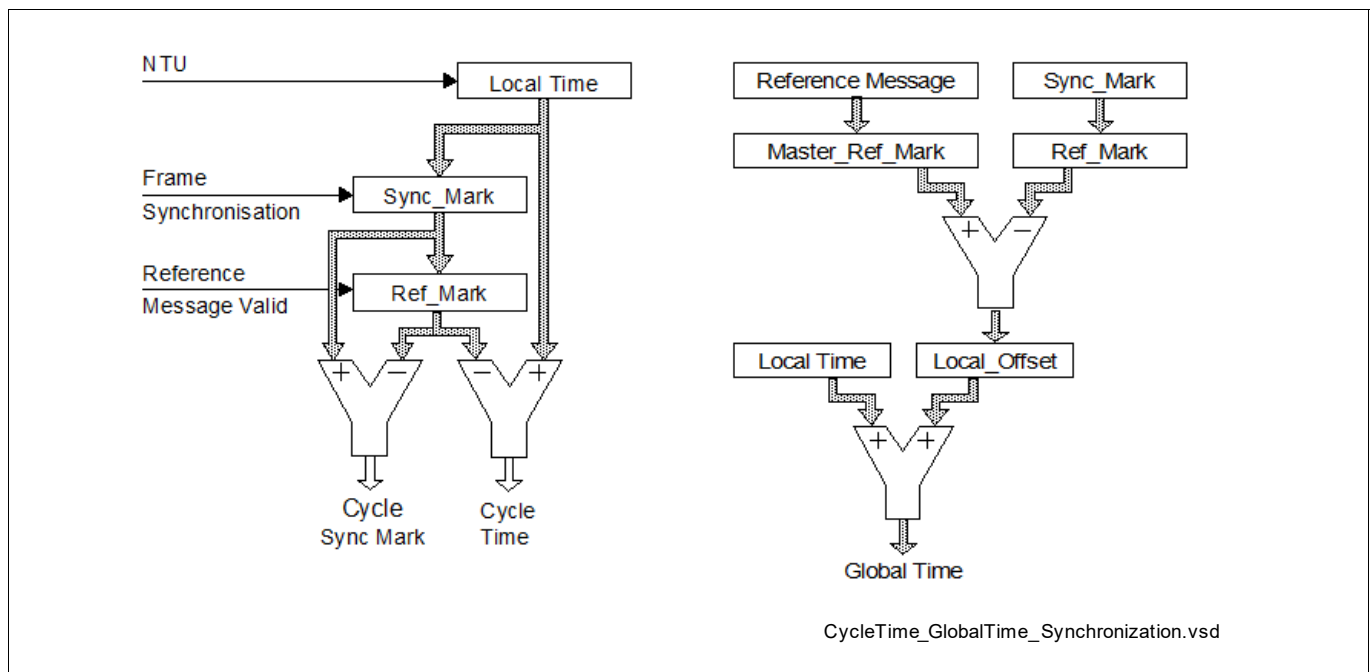 NTU
Local Time
Frame
Synchronisation
Sync_Mark
Reference
Message Valid
Ref_Mark
+ − − +
Cycle
Sync Mark
Cycle
Time
Reference Message
Sync_Mark
Master_Ref_Mark
Ref_Mark
+ −
Local Time
Local_Offset
+ +
Global Time
CycleTime_GlobalTime_Synchronization.vsd